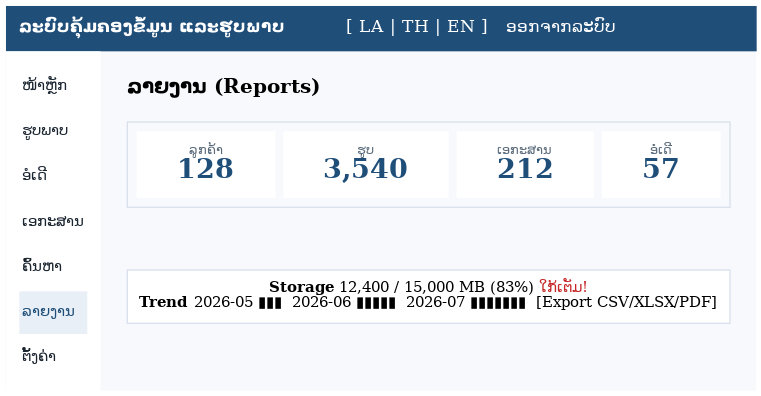 ລະບົບຄຸ້ມຄອງຂໍ້ມູນ ແລະຮູບພາບ [ LA | TH | EN ] ອອກຈາກລະບົບ
ໜ້າຫຼັກ
ຮູບພາບ
ອໍເດີ
ເອກະສານ
ຄົ້ນຫາ
ລາຍງານ
ຕັ້ງຄ່າ
ລາຍງານ (Reports)
ລູກຄ້າ
128
ຮູບ
3,540
ເອກະສານ
212
ອໍເດີ
57
Storage 12,400 / 15,000 MB (83%) ໃກ້ເຕັມ!
Trend 2026-05 ▮▮▮ 2026-06 ▮▮▮▮▮ 2026-07 ▮▮▮▮▮▮▮ [Export CSV/XLSX/PDF]